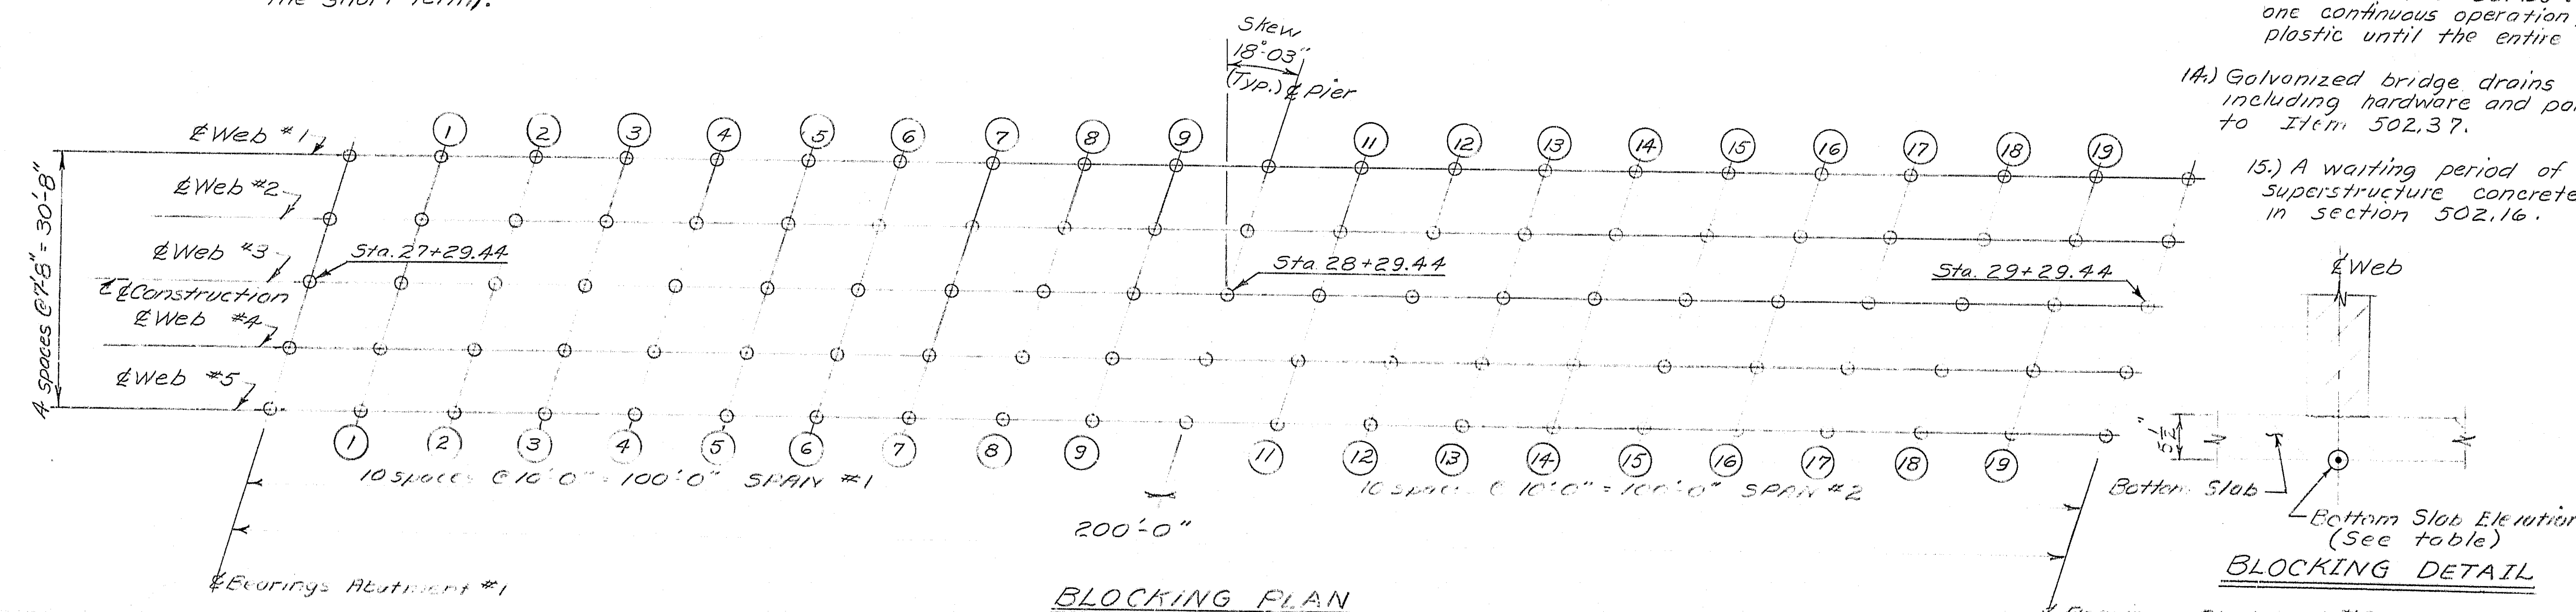 the short term).
one continuous operation,
plastic until the entire
14.) Galvanized bridge drains
including hardware and
to Item 502.37.
15.) A waiting period of
superstructure concrete
in section 502.16.
Skew
18°-03"
(Typ.) ℄ Pier
℄ Web #1
1 2 3 4 5 6 7 8 9 11 12 13 14 15 16 17 18 19
℄ Web #2
4 spaces @ 7'-8" = 30'-8"
℄ Web #3
Sta. 27+29.44
Sta. 28+29.44
Sta. 29+29.44
℄ Construction
℄ Web #4
℄ Web #5
1 2 3 4 5 6 7 8 9 11 12 13 14 15 16 17 18 19
10 spaces @ 10'-0" = 100'-0" SPAN #1
10 spaces @ 10'-0" = 100'-0" SPAN #2
200'-0"
℄ Bearings Abutment #1
BLOCKING PLAN
℄ Web
5 1/2"
Bottom Slab
Bottom Slab Elevation
(See table)
BLOCKING DETAIL